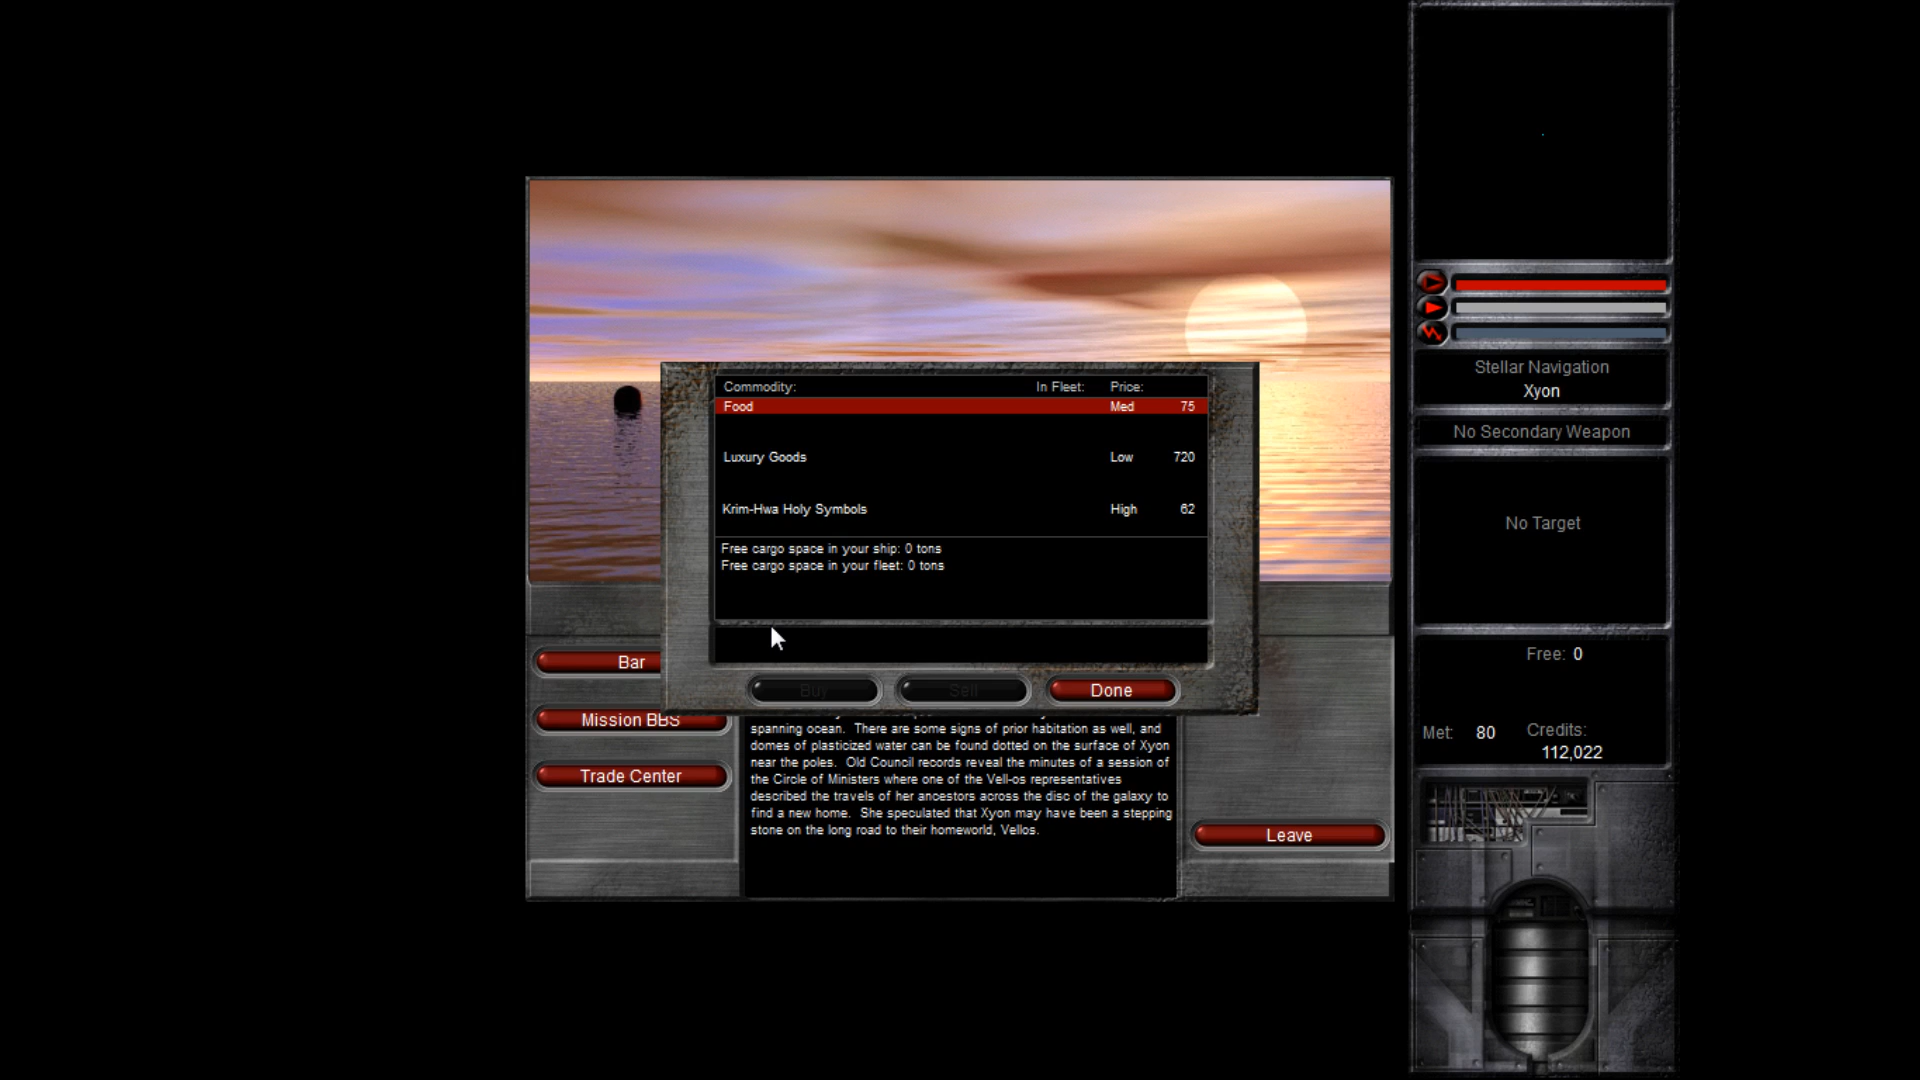 Commodity: In Fleet: Price:
Food Med 75
Luxury Goods Low 720
Krim-Hwa Holy Symbols High 62
Free cargo space in your ship: 0 tons
Free cargo space in your fleet: 0 tons
Buy Sell Done
Bar
Mission BBS
Trade Center
spanning ocean. There are some signs of prior habitation as well, and
domes of plasticized water can be found dotted on the surface of Xyon
near the poles. Old Council records reveal the minutes of a session of
the Circle of Ministers where one of the Vell-os representatives
described the travels of her ancestors across the disc of the galaxy to
find a new home. She speculated that Xyon may have been a stepping
stone on the long road to their homeworld, Vellos.
Leave
Stellar Navigation
Xyon
No Secondary Weapon
No Target
Free: 0
Met: 80 Credits:
112,022